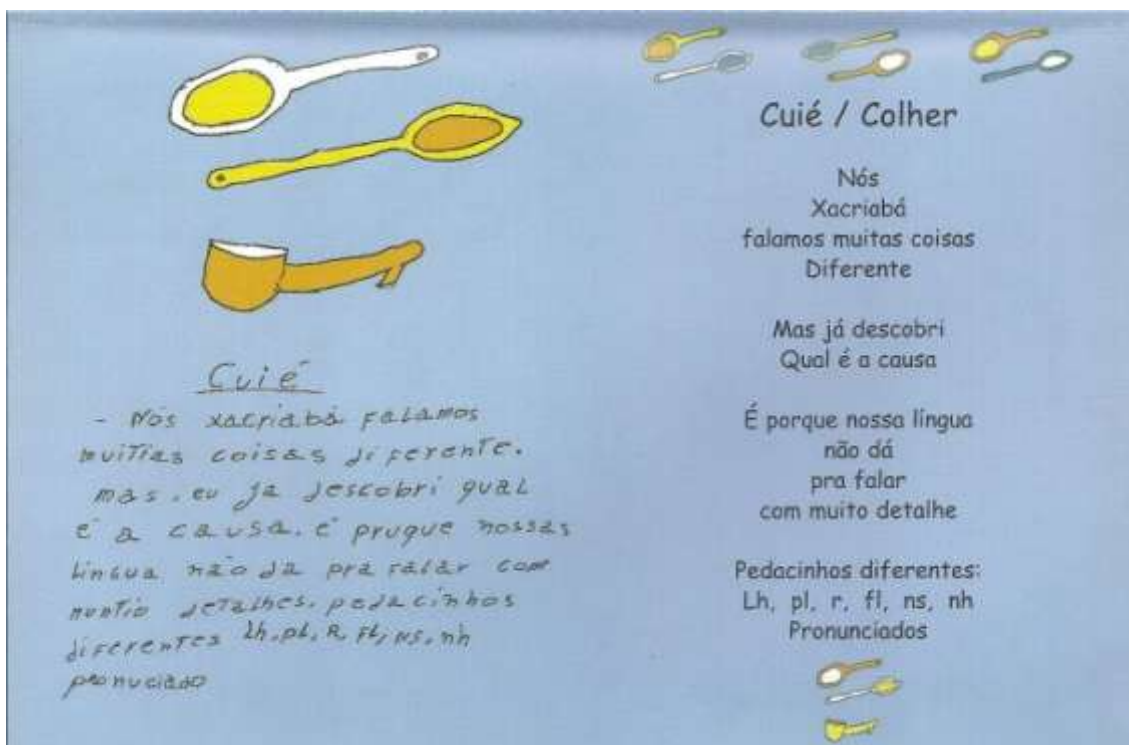 Cuié
- Nós xacriabá falamos
muitias coisas diferente.
mas. eu ja descobri qual
é a causa. é pruque nossas
Lingua não da pra falar com
muntio detalhes. pedacinhos
diferentes Lh, pL, R, FL, NS, nh
pronuciado
Cuié / Colher
Nós
Xacriabá
falamos muitas coisas
Diferente
Mas já descobri
Qual é a causa
É porque nossa língua
não dá
pra falar
com muito detalhe
Pedacinhos diferentes:
Lh, pl, r, fl, ns, nh
Pronunciados